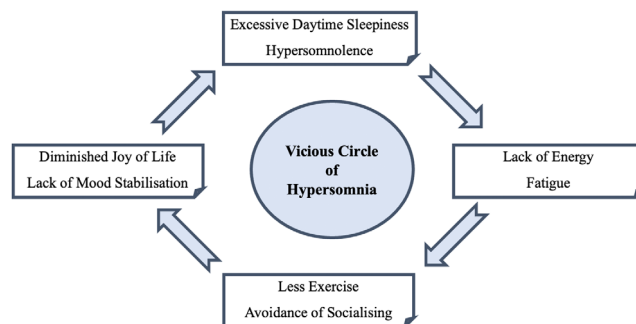 Excessive Daytime Sleepiness
Hypersomnolence
Diminished Joy of Life
Lack of Mood Stabilisation
Vicious Circle
of
Hypersomnia
Lack of Energy
Fatigue
Less Exercise
Avoidance of Socialising